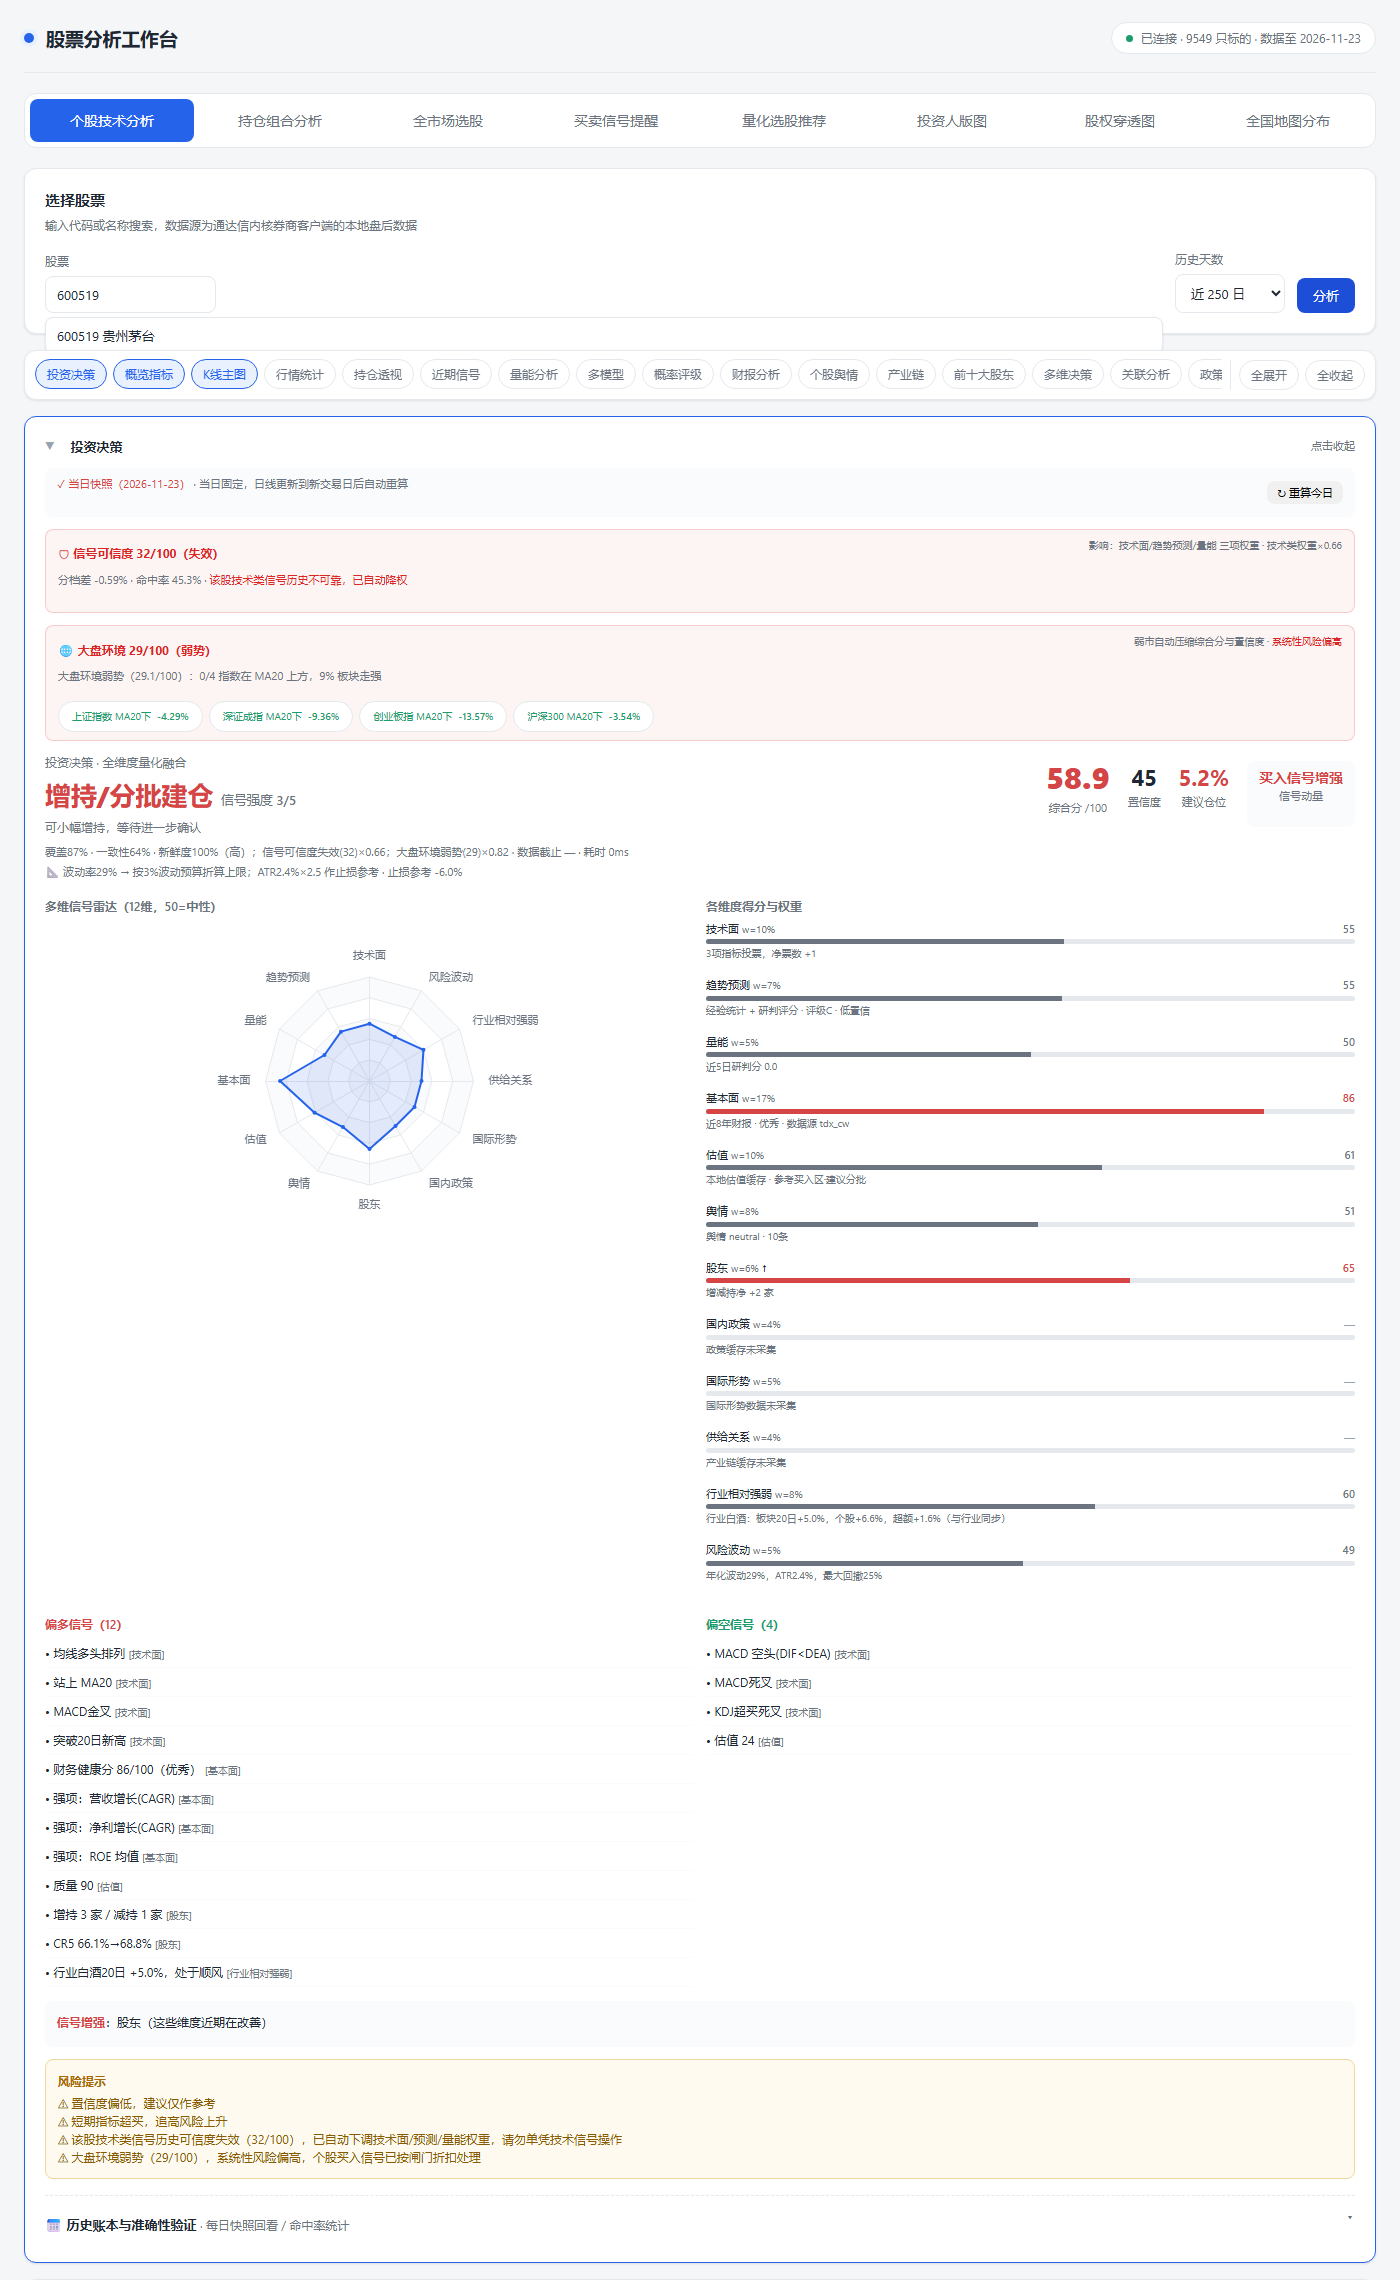 股票分析工作台
已连接 · 9549 只标的 · 数据至 2026-11-23
个股技术分析
持仓组合分析
全市场选股
买卖信号提醒
量化选股推荐
投资人版图
股权穿透图
全国地图分布
选择股票
输入代码或名称搜索，数据源为通达信内核券商客户端的本地盘后数据
股票
历史天数
600519
近 250 日
分析
600519 贵州茅台
投资决策
概览指标
K线主图
行情统计
持仓透视
近期信号
量能分析
多模型
概率评级
财报分析
个股舆情
产业链
前十大股东
多维决策
关联分析
政策
全展开
全收起
▼ 投资决策
点击收起
✓ 当日快照（2026-11-23） · 当日固定，日线更新到新交易日后自动重算
↻ 重算今日
信号可信度 32/100（失效）
影响：技术面/趋势预测/量能 三项权重 · 技术类权重×0.66
分档差 -0.59% · 命中率 45.3% · 该股技术类信号历史不可靠，已自动降权
大盘环境 29/100（弱势）
弱市自动压缩综合分与置信度 · 系统性风险偏高
大盘环境弱势（29.1/100）：0/4 指数在 MA20 上方，9% 板块走强
上证指数 MA20下 -4.29%
深证成指 MA20下 -9.36%
创业板指 MA20下 -13.57%
沪深300 MA20下 -3.54%
投资决策 · 全维度量化融合
增持/分批建仓 信号强度 3/5
可小幅增持，等待进一步确认
58.9
综合分 /100
45
置信度
5.2%
建议仓位
买入信号增强
信号动量
覆盖87% · 一致性64% · 新鲜度100%（高）；信号可信度失效(32)×0.66；大盘环境弱势(29)×0.82 · 数据截止 — · 耗时 0ms
📐 波动率29% → 按3%波动预算折算上限；ATR2.4%×2.5 作止损参考 · 止损参考 -6.0%
多维信号雷达（12维，50=中性）
技术面
趋势预测
风险波动
量能
行业相对强弱
基本面
供给关系
估值
国际形势
舆情
国内政策
股东
各维度得分与权重
技术面 w=10% 55
3项指标投票，净票数 +1
趋势预测 w=7% 55
经验统计 + 研判评分 · 评级C · 低置信
量能 w=5% 50
近5日研判分 0.0
基本面 w=17% 86
近8年财报 · 优秀 · 数据源 tdx_cw
估值 w=10% 61
本地估值缓存 · 参考买入区·建议分批
舆情 w=8% 51
舆情 neutral · 10条
股东 w=6% ↑ 65
增减持净 +2 家
国内政策 w=4% —
政策缓存未采集
国际形势 w=5% —
国际形势数据未采集
供给关系 w=4% —
产业链缓存未采集
行业相对强弱 w=8% 60
行业白酒：板块20日+5.0%，个股+6.6%，超额+1.6%（与行业同步）
风险波动 w=5% 49
年化波动29%，ATR2.4%，最大回撤25%
偏多信号（12）
• 均线多头排列 [技术面]
• 站上 MA20 [技术面]
• MACD金叉 [技术面]
• 突破20日新高 [技术面]
• 财务健康分 86/100（优秀） [基本面]
• 强项：营收增长(CAGR) [基本面]
• 强项：净利增长(CAGR) [基本面]
• 强项：ROE 均值 [基本面]
• 质量 90 [估值]
• 增持 3 家 / 减持 1 家 [股东]
• CR5 66.1%→68.8% [股东]
• 行业白酒20日 +5.0%，处于顺风 [行业相对强弱]
偏空信号（4）
• MACD 空头(DIF<DEA) [技术面]
• MACD死叉 [技术面]
• KDJ超买死叉 [技术面]
• 估值 24 [估值]
信号增强：股东（这些维度近期在改善）
风险提示
⚠ 置信度偏低，建议仅作参考
⚠ 短期指标超买，追高风险上升
⚠ 该股技术类信号历史可信度失效（32/100），已自动下调技术面/预测/量能权重，请勿单凭技术信号操作
⚠ 大盘环境弱势（29/100），系统性风险偏高，个股买入信号已按闸门折扣处理
历史账本与准确性验证 · 每日快照回看 / 命中率统计